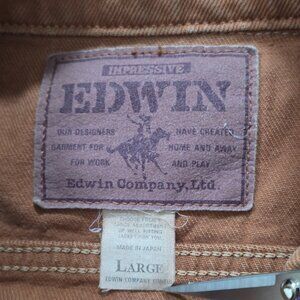 IMPRESSIVE
EDWIN
OUR DESIGNERS HAVE CREATED
GARMENT FOR HOME AND AWAY
FOR WORK AND PLAY
Edwin Company, Ltd.
MADE IN JAPAN
LARGE
EDWIN COMPANY